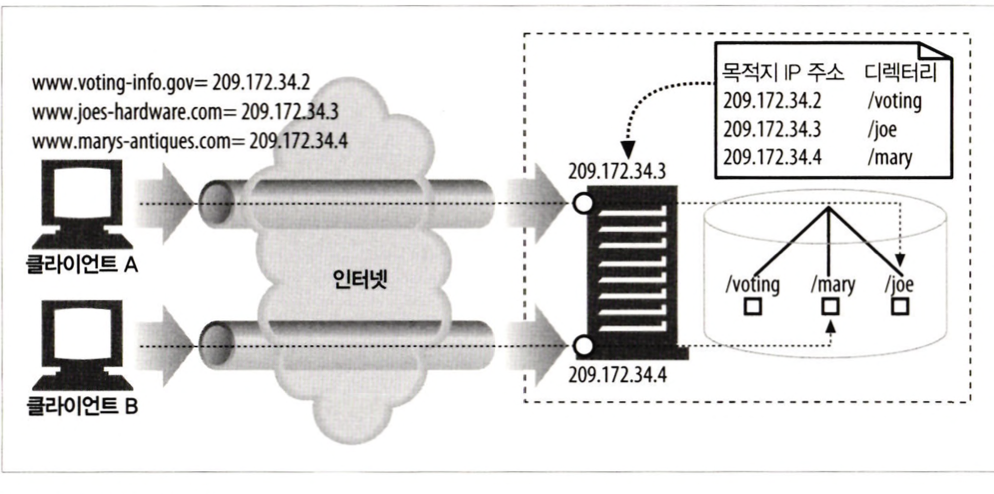 www.voting-info.gov= 209.172.34.2
www.joes-hardware.com= 209.172.34.3
www.marys-antiques.com= 209.172.34.4
목적지 IP 주소 디렉터리
209.172.34.2 /voting
209.172.34.3 /joe
209.172.34.4 /mary
209.172.34.3
클라이언트 A
인터넷
/voting /mary /joe
209.172.34.4
클라이언트 B